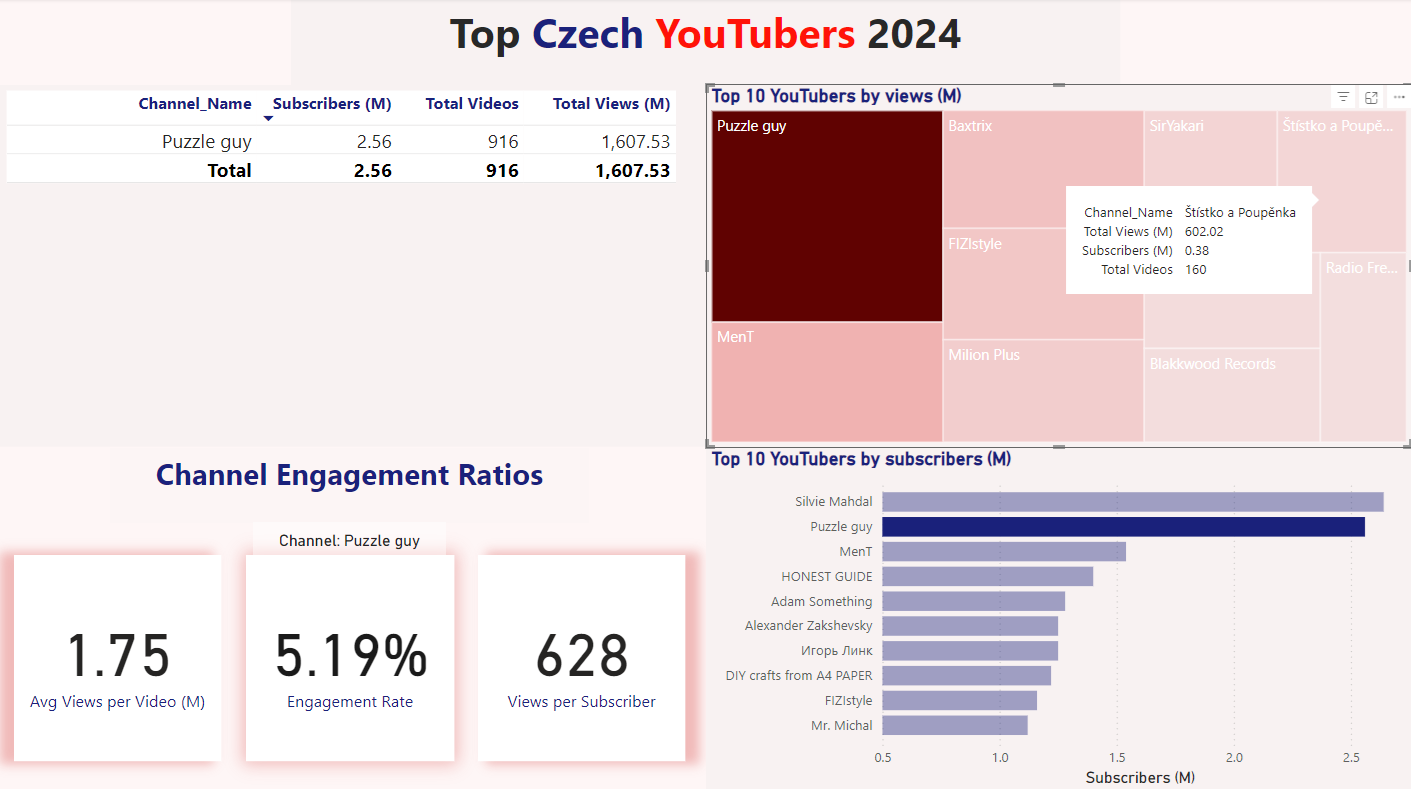 Top Czech YouTubers 2024
Channel_Name Subscribers (M) Total Videos Total Views (M)
Puzzle guy 2.56 916 1,607.53
Total 2.56 916 1,607.53
Top 10 YouTubers by views (M)
Puzzle guy
Baxtrix
SirYakari
Štístko a Poupě...
Channel_Name Štístko a Poupěnka
Total Views (M) 602.02
Subscribers (M) 0.38
Total Videos 160
FIZIstyle
Radio Fre...
MenT
Milion Plus
Blakkwood Records
Channel Engagement Ratios
Channel: Puzzle guy
1.75
Avg Views per Video (M)
5.19%
Engagement Rate
628
Views per Subscriber
Top 10 YouTubers by subscribers (M)
Silvie Mahdal
Puzzle guy
MenT
HONEST GUIDE
Adam Something
Alexander Zakshevsky
Игорь Линк
DIY crafts from A4 PAPER
FIZIstyle
Mr. Michal
0.5 1.0 1.5 2.0 2.5
Subscribers (M)